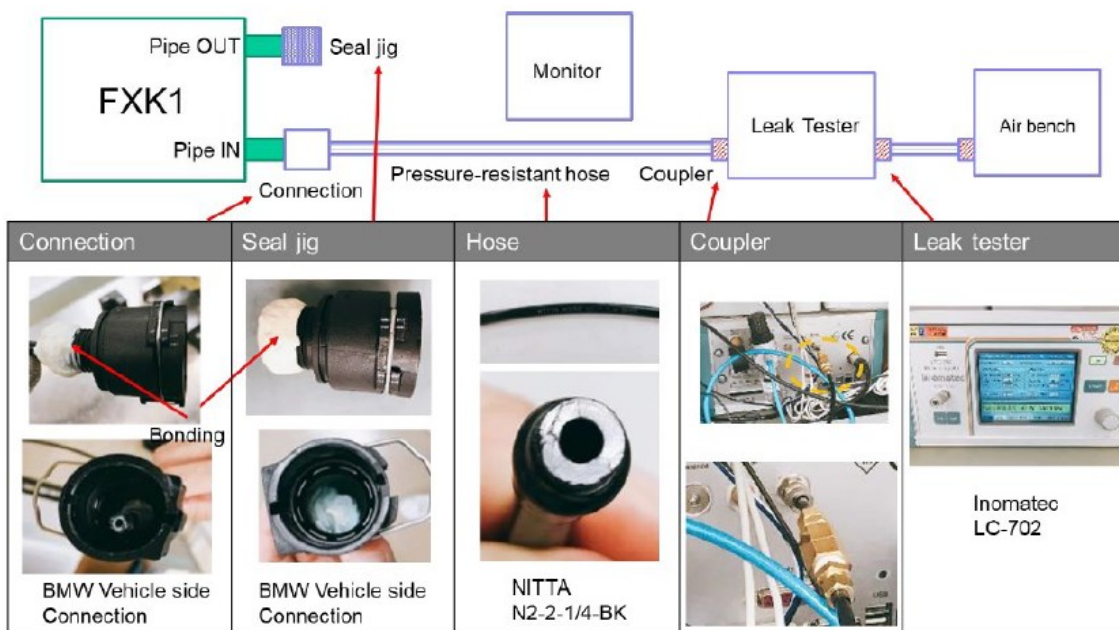 Pipe OUT
Seal jig
Monitor
FXK1
Leak Tester
Air bench
Pipe IN
Connection
Pressure-resistant hose
Coupler
Connection
Seal jig
Hose
Coupler
Leak tester
Bonding
Inomatec
BMW Vehicle side
Connection
BMW Vehicle side
Connection
NITTA
N2-2-1/4-BK
Inomatec
LC-702